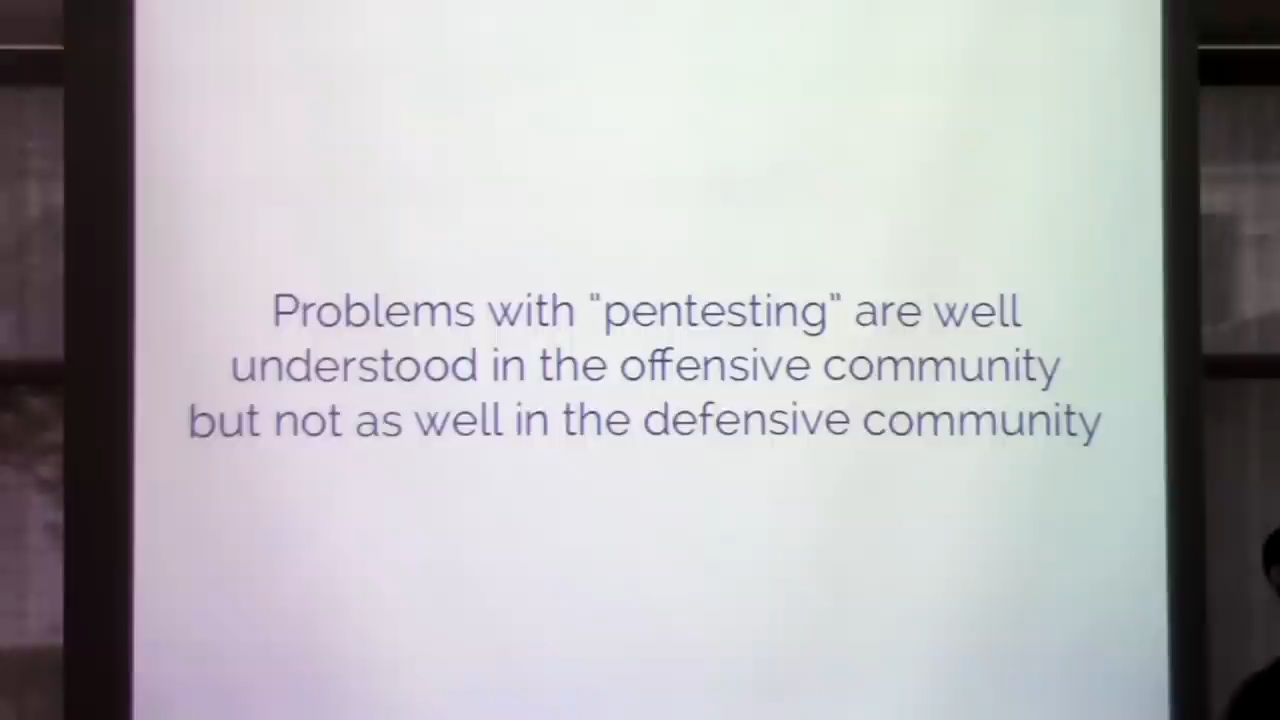 Problems with "pentesting" are well
understood in the offensive community
but not as well in the defensive community